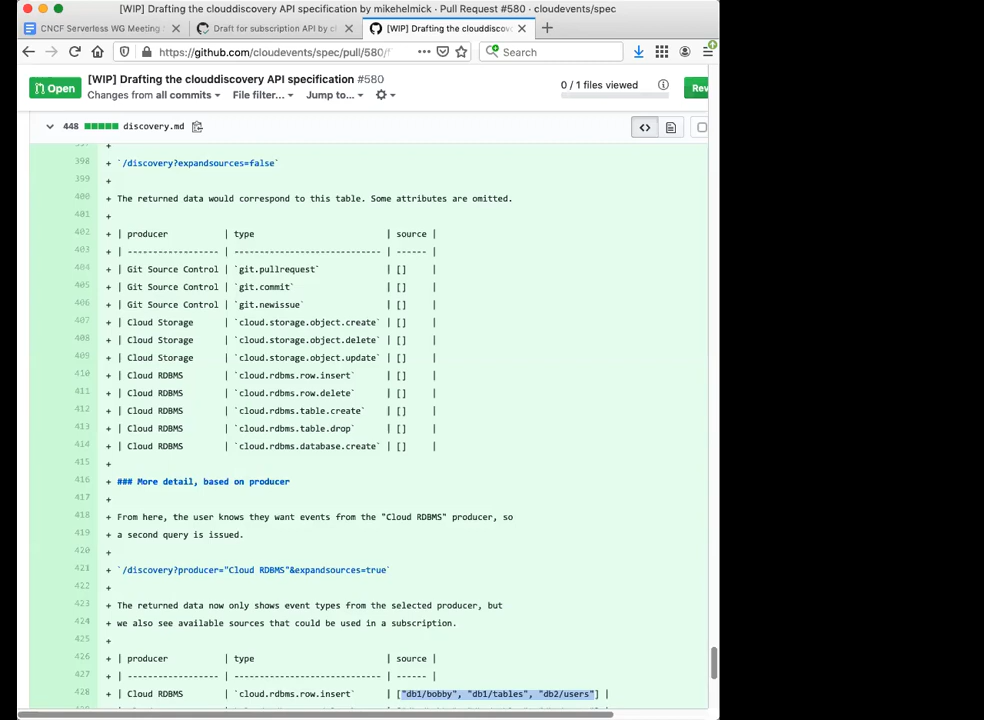 [WIP] Drafting the clouddiscovery API specification by mikehelmick · Pull Request #580 · cloudevents/spec
CNCF Serverless WG Meeting
Draft for subscription API by cl
[WIP] Drafting the clouddiscov
https://github.com/cloudevents/spec/pull/580/f
Search
Open
[WIP] Drafting the clouddiscovery API specification #580
Changes from all commits
File filter...
Jump to...
0 / 1 files viewed
Rev
448
discovery.md
397 +
398 + `/discovery?expandsources=false`
399 +
400 + The returned data would correspond to this table. Some attributes are omitted.
401 +
402 + | producer | type | source |
403 + | ------------------ | ----------------------------- | ------ |
404 + | Git Source Control | `git.pullrequest` | [] |
405 + | Git Source Control | `git.commit` | [] |
406 + | Git Source Control | `git.newissue` | [] |
407 + | Cloud Storage | `cloud.storage.object.create` | [] |
408 + | Cloud Storage | `cloud.storage.object.delete` | [] |
409 + | Cloud Storage | `cloud.storage.object.update` | [] |
410 + | Cloud RDBMS | `cloud.rdbms.row.insert` | [] |
411 + | Cloud RDBMS | `cloud.rdbms.row.delete` | [] |
412 + | Cloud RDBMS | `cloud.rdbms.table.create` | [] |
413 + | Cloud RDBMS | `cloud.rdbms.table.drop` | [] |
414 + | Cloud RDBMS | `cloud.rdbms.database.create` | [] |
415 +
416 + ### More detail, based on producer
417 +
418 + From here, the user knows they want events from the "Cloud RDBMS" producer, so
419 + a second query is issued.
420 +
421 + `/discovery?producer="Cloud RDBMS"&expandsources=true`
422 +
423 + The returned data now only shows event types from the selected producer, but
424 + we also see available sources that could be used in a subscription.
425 +
426 + | producer | type | source |
427 + | ------------------ | ----------------------------- | ------ |
428 + | Cloud RDBMS | `cloud.rdbms.row.insert` | ["db1/bobby", "db1/tables", "db2/users"] |